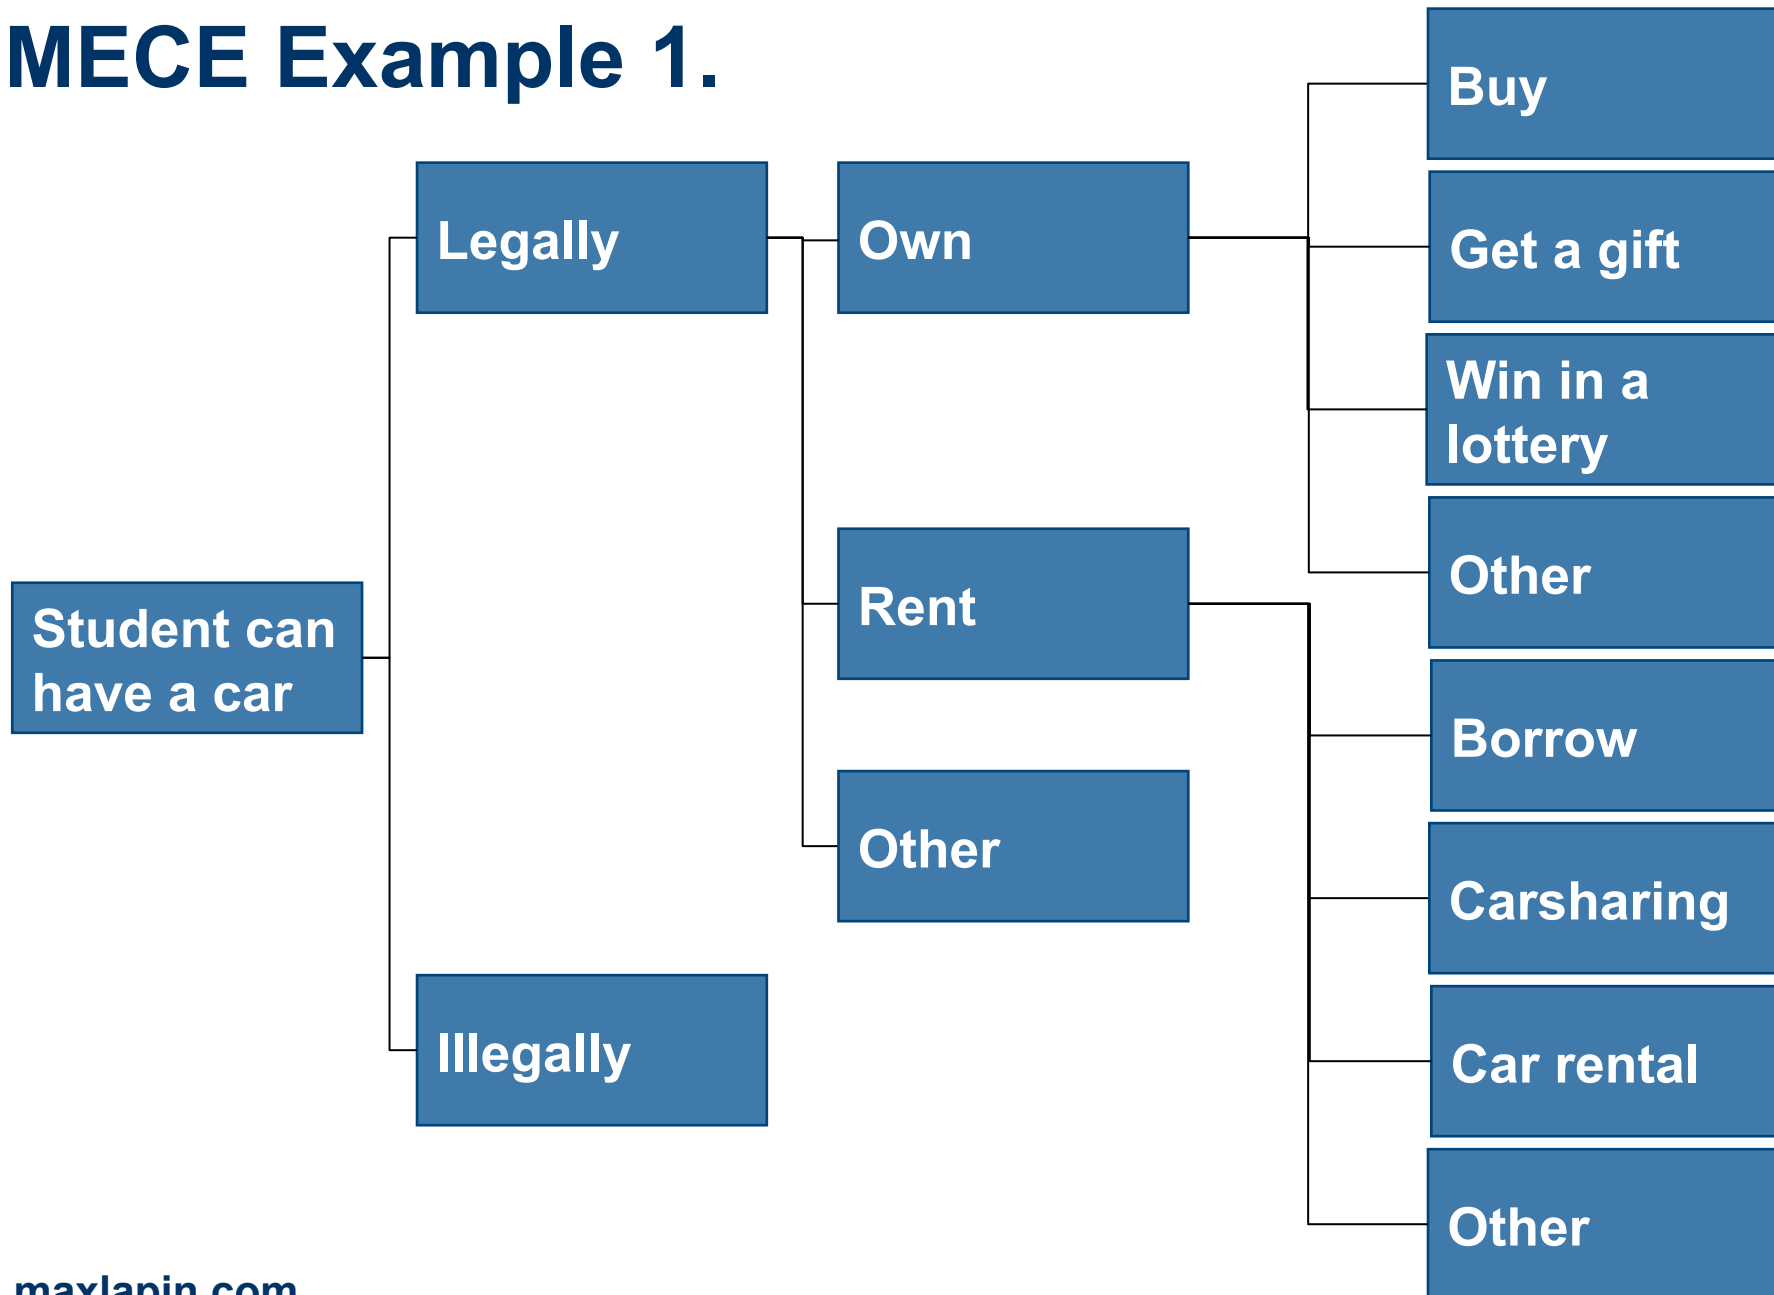 MECE Example 1.
Buy
Legally
Own
Get a gift
Win in a
lottery
Other
Student can
have a car
Rent
Borrow
Other
Carsharing
Illegally
Car rental
Other
maxlapin.com